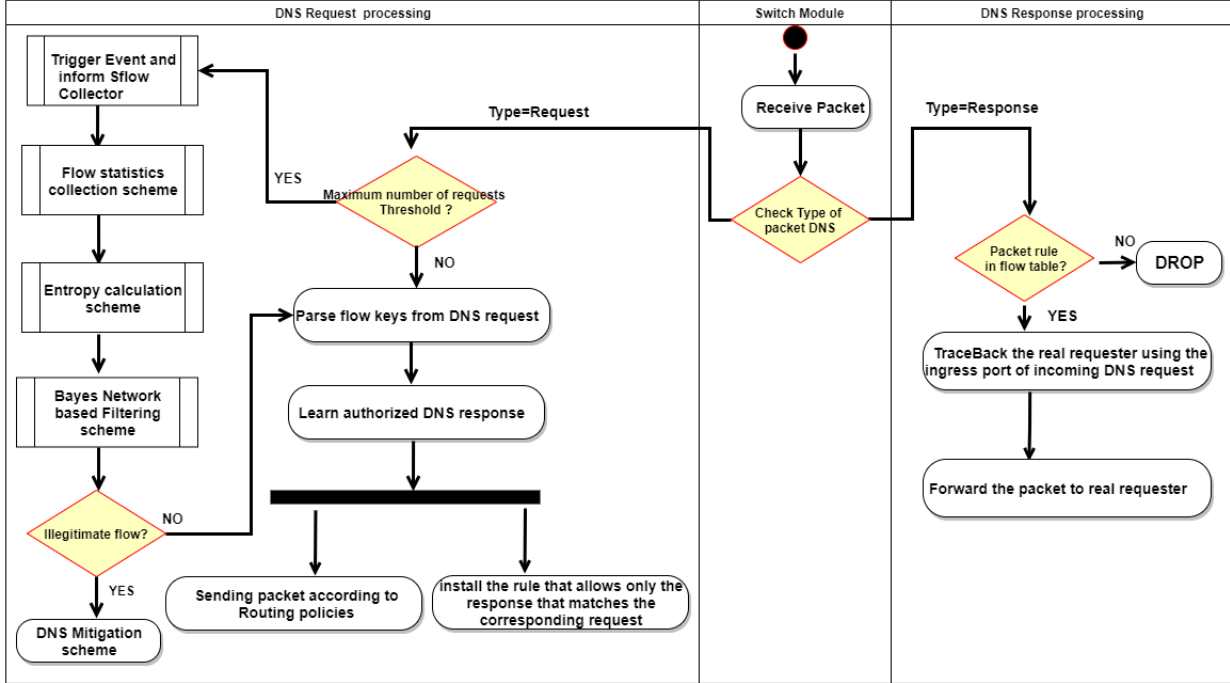 DNS Request processing
Switch Module
DNS Response processing
Trigger Event and
inform Sflow
Collector
Flow statistics
collection scheme
Entropy calculation
scheme
Bayes Network
based Filtering
scheme
Illegitimate flow?
NO
YES
DNS Mitigation
scheme
YES
Type=Request
Maximum number of requests
Threshold ?
NO
Parse flow keys from DNS request
Learn authorized DNS response
Sending packet according to
Routing policies
install the rule that allows only the
response that matches the
corresponding request
Receive Packet
Check Type of
packet DNS
Type=Response
Packet rule
in flow table?
NO
DROP
YES
TraceBack the real requester using the
ingress port of incoming DNS request
Forward the packet to real requester